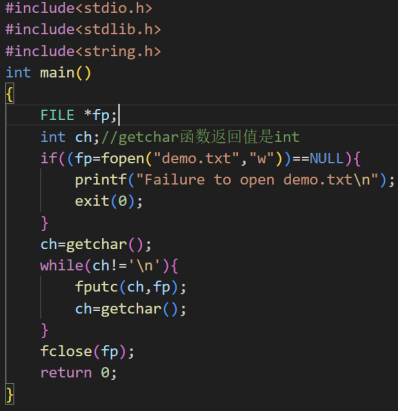 #include<stdio.h>
#include<stdlib.h>
#include<string.h>
int main()
{
    FILE *fp;
    int ch;//getchar函数返回值是int
    if((fp=fopen("demo.txt","w"))==NULL){
        printf("Failure to open demo.txt\n");
        exit(0);
    }
    ch=getchar();
    while(ch!='\n'){
        fputc(ch,fp);
        ch=getchar();
    }
    fclose(fp);
    return 0;
}